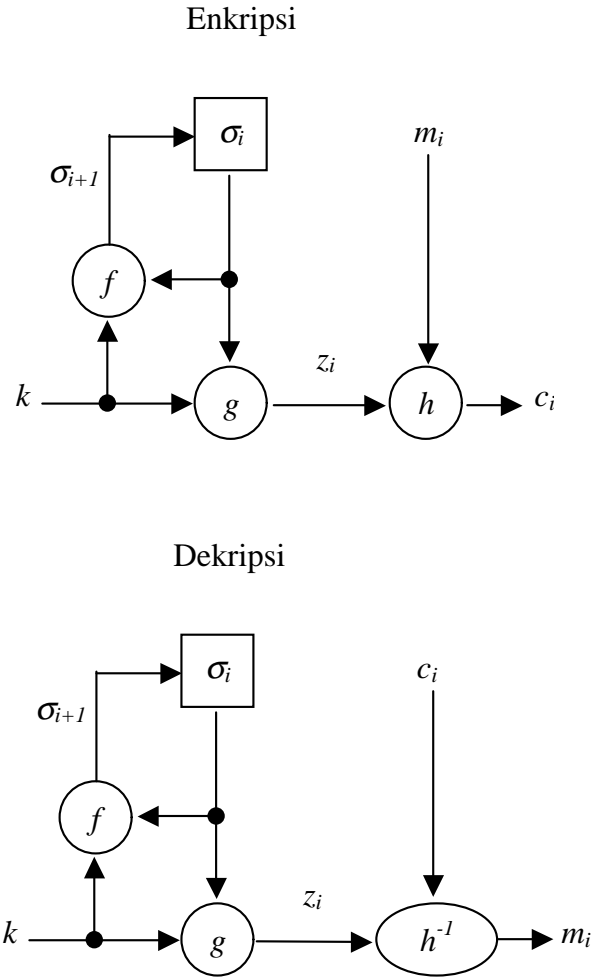 Enkripsi
σi
mi
σi+1
f
zi
k
g
h
ci
Dekripsi
σi
ci
σi+1
f
zi
k
g
h-1
mi